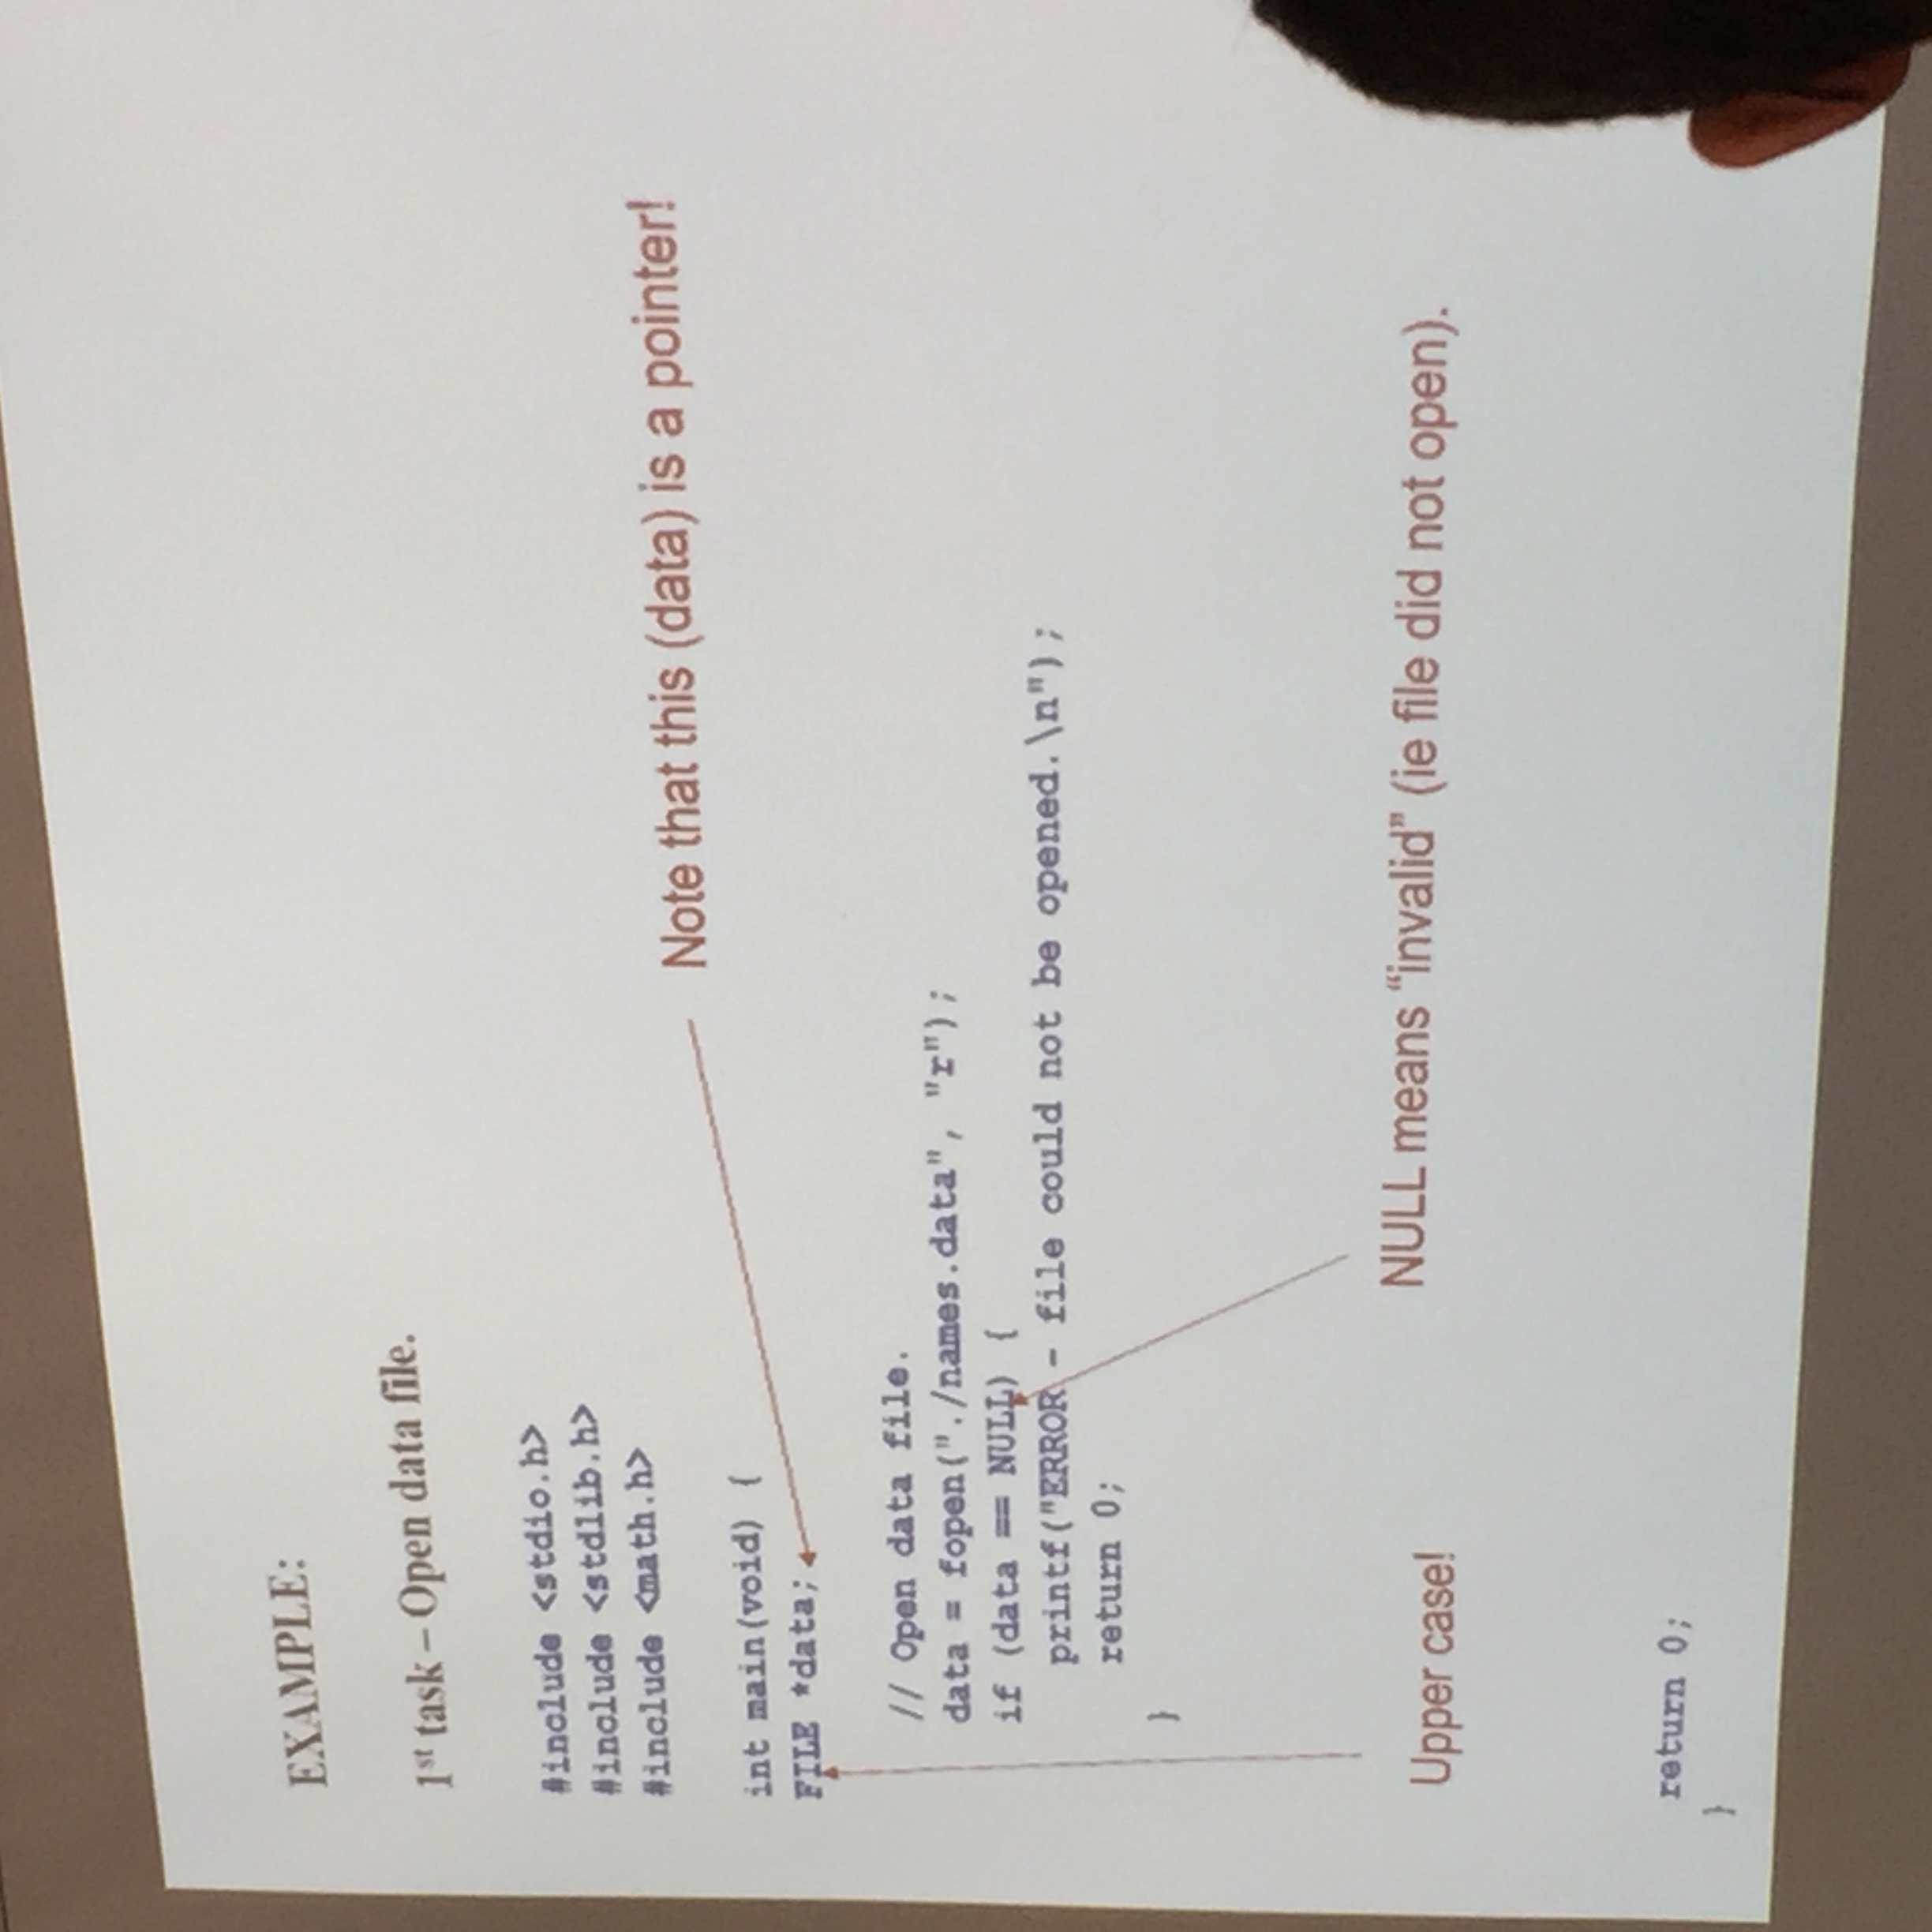 EXAMPLE:
1st task – Open data file.
#include <stdio.h>
#include <stdlib.h>
#include <math.h>
Note that this (data) is a pointer!
int main(void) {
FILE *data;
// Open data file.
data = fopen("./names.data", "r");
if (data == NULL) {
printf("ERROR - file could not be opened.\n");
return 0;
}
Upper case!
NULL means “invalid” (ie file did not open).
return 0;
}